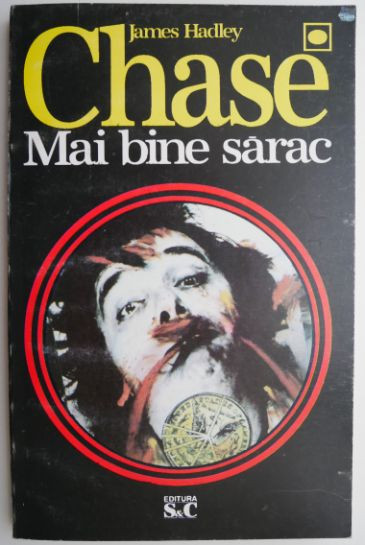 James Hadley
Chase
Mai bine sărac
EDITURA
S&C